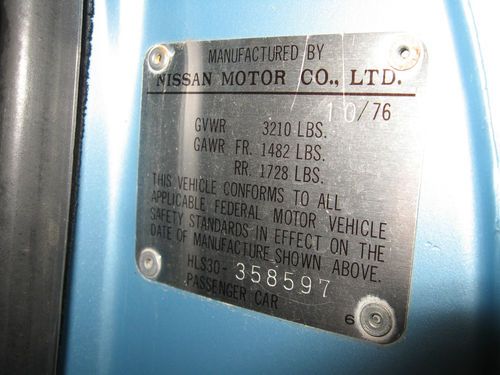 MANUFACTURED BY
NISSAN MOTOR CO., LTD.
10/76
GVWR 3210 LBS.
GAWR FR. 1482 LBS.
RR. 1728 LBS.
THIS VEHICLE CONFORMS TO ALL
APPLICABLE FEDERAL MOTOR VEHICLE
SAFETY STANDARDS IN EFFECT ON THE
DATE OF MANUFACTURE SHOWN ABOVE.
HLS30-358597
PASSENGER CAR
6